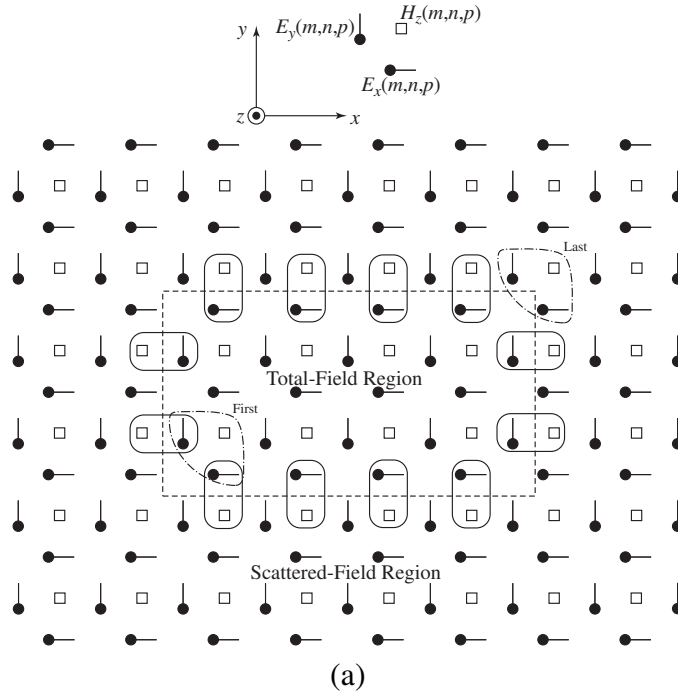 y
E_y(m,n,p)
H_z(m,n,p)
E_x(m,n,p)
z
x
Last
Total-Field Region
First
Scattered-Field Region
(a)